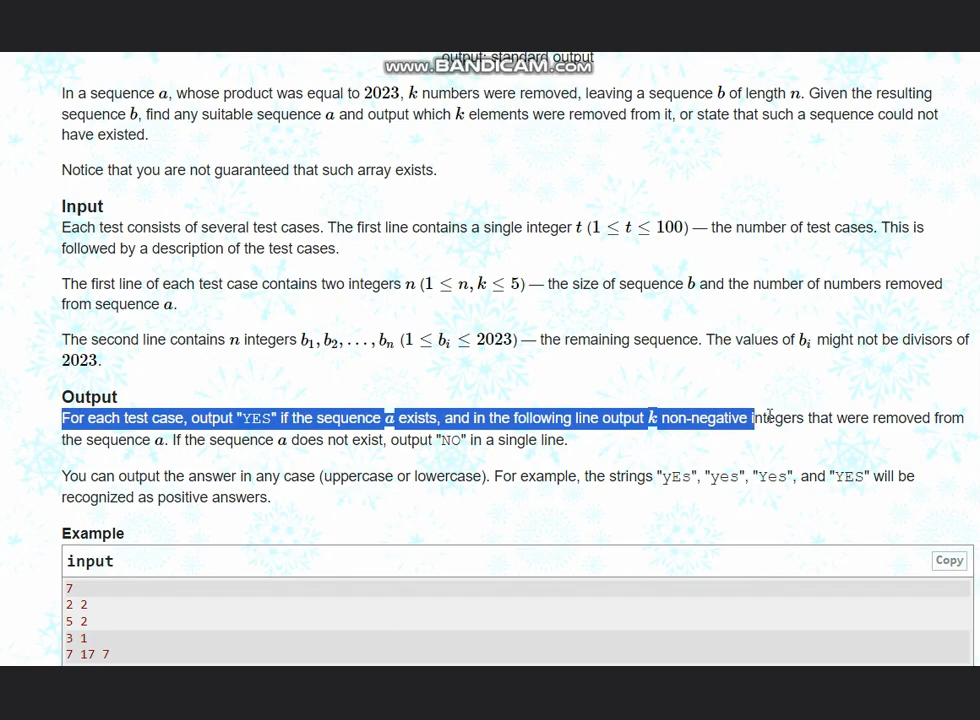 output: standard output
www.BANDICAM.com
In a sequence a, whose product was equal to 2023, k numbers were removed, leaving a sequence b of length n. Given the resulting
sequence b, find any suitable sequence a and output which k elements were removed from it, or state that such a sequence could not
have existed.
Notice that you are not guaranteed that such array exists.
Input
Each test consists of several test cases. The first line contains a single integer t (1 ≤ t ≤ 100) — the number of test cases. This is
followed by a description of the test cases.
The first line of each test case contains two integers n (1 ≤ n, k ≤ 5) — the size of sequence b and the number of numbers removed
from sequence a.
The second line contains n integers b₁, b₂, . . . , bₙ (1 ≤ bᵢ ≤ 2023) — the remaining sequence. The values of bᵢ might not be divisors of
2023.
Output
For each test case, output "YES" if the sequence a exists, and in the following line output k non-negative integers that were removed from
the sequence a. If the sequence a does not exist, output "NO" in a single line.
You can output the answer in any case (uppercase or lowercase). For example, the strings "yEs", "yes", "Yes", and "YES" will be
recognized as positive answers.
Example
input
Copy
7
2 2
5 2
3 1
7 17 7